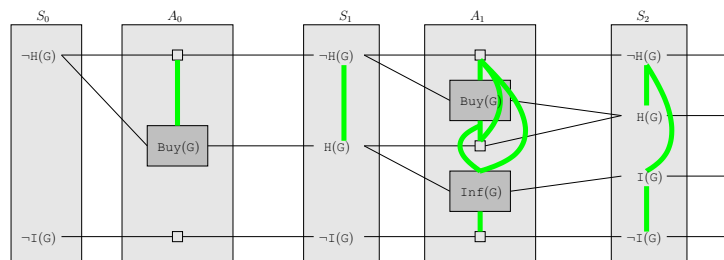 S₀ A₀ S₁ A₁ S₂
¬H(G) ¬H(G) ¬H(G)
Buy(G)
H(G)
Buy(G) H(G)
I(G)
Inf(G)
¬I(G) ¬I(G) ¬I(G)